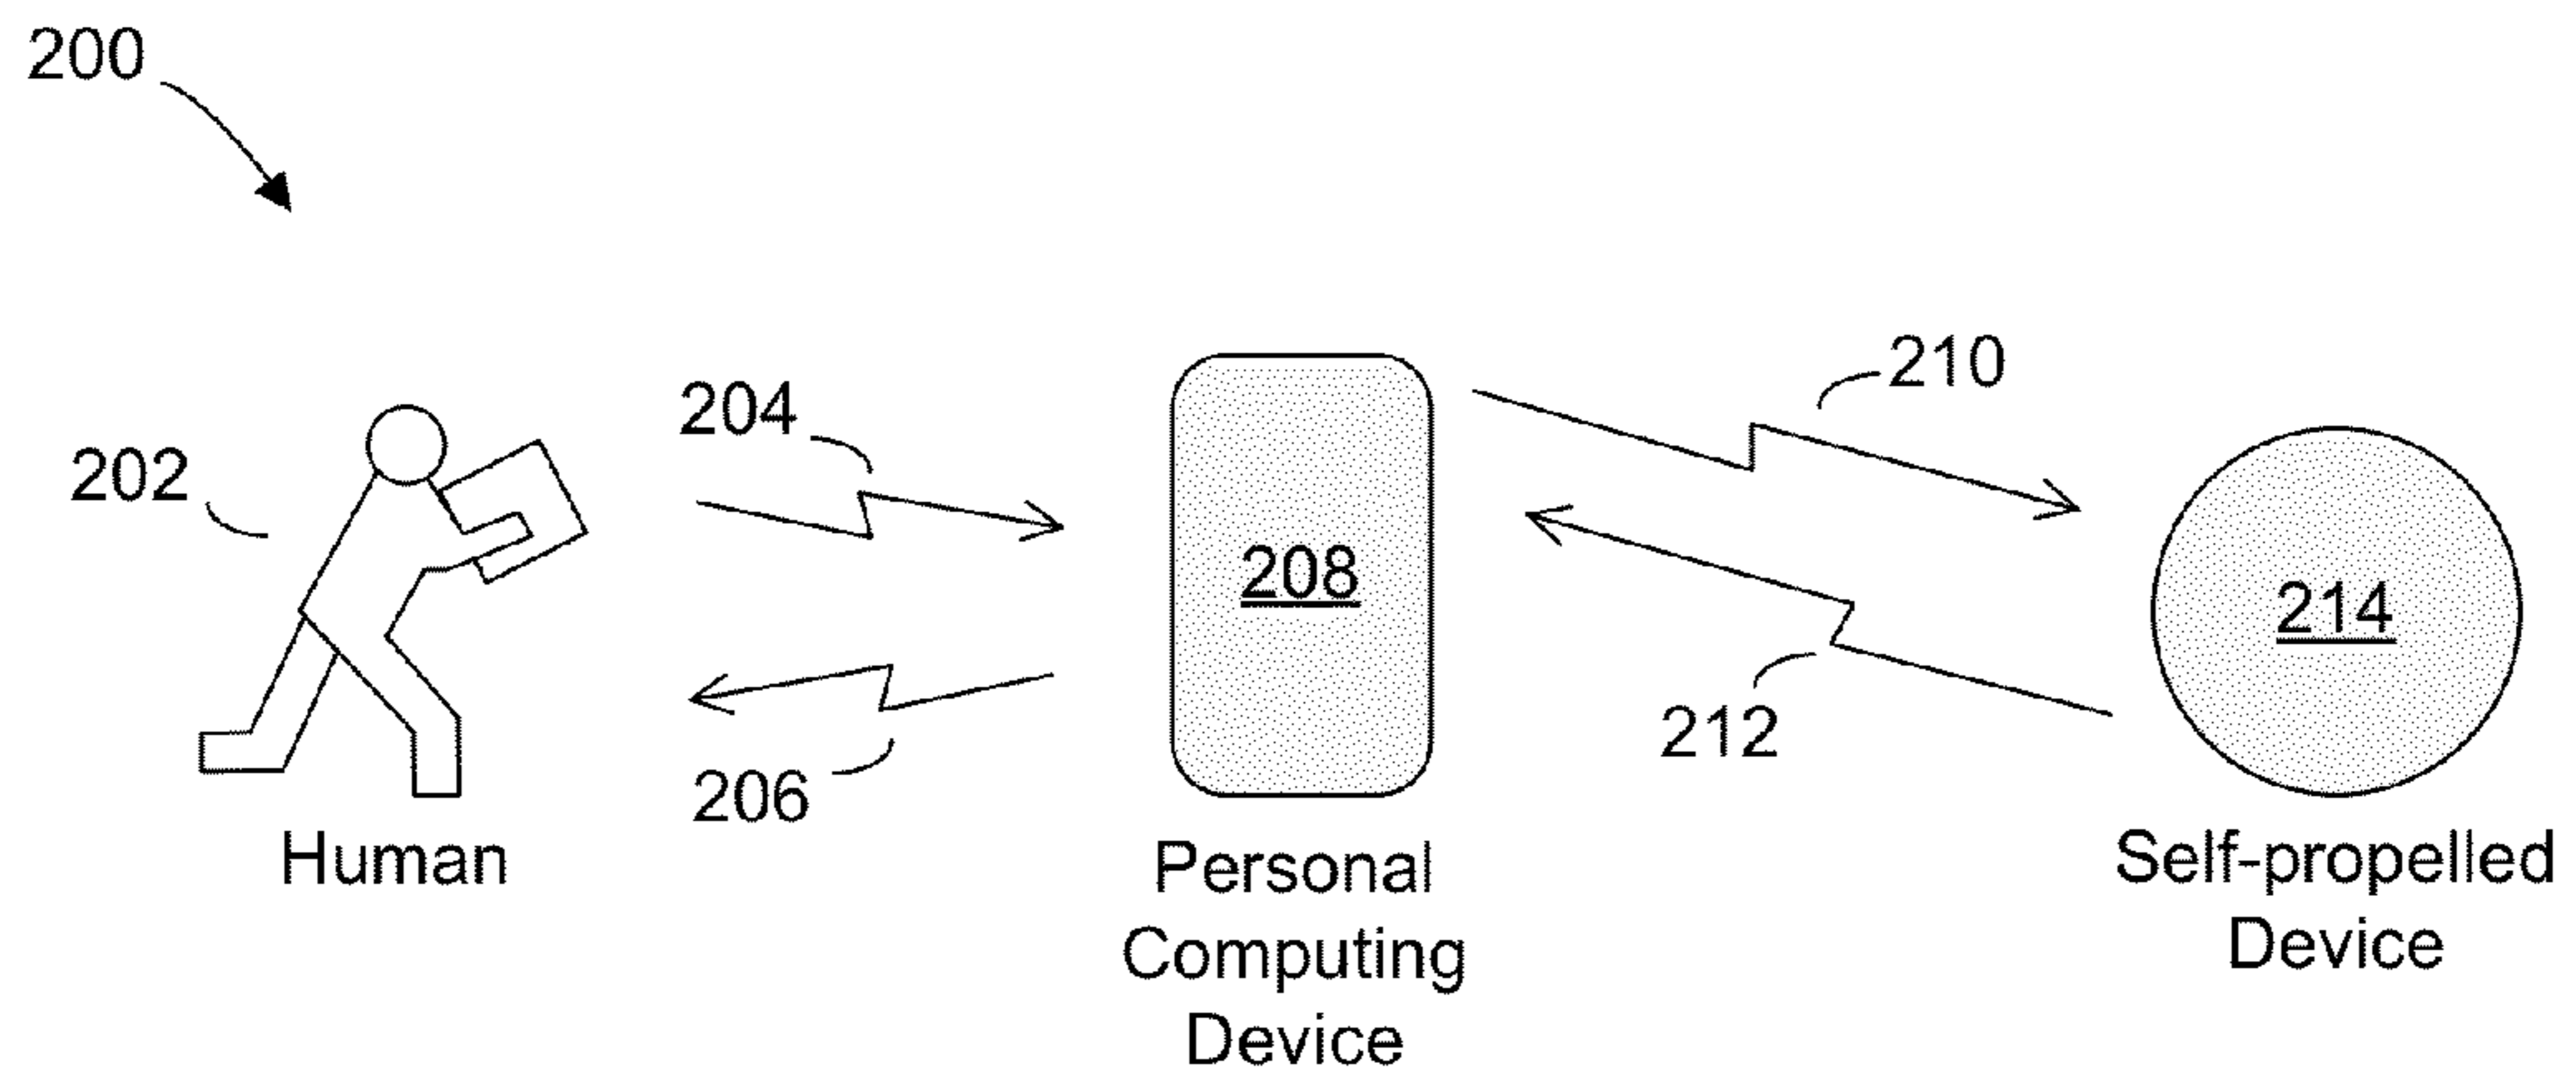 200
202
204
206
208
210
212
214
Human
Personal
Computing
Device
Self-propelled
Device